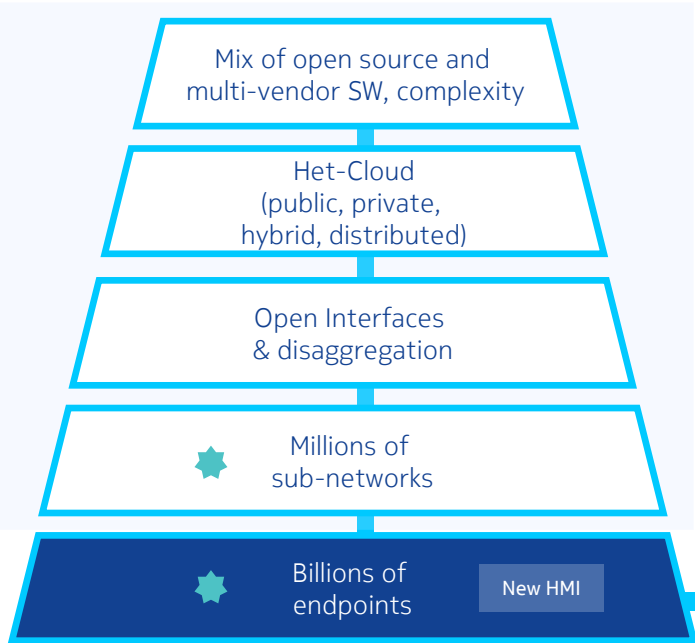 Mix of open source and
multi-vendor SW, complexity
Het-Cloud
(public, private,
hybrid, distributed)
Open Interfaces
& disaggregation
Millions of
sub-networks
Billions of
endpoints
New HMI